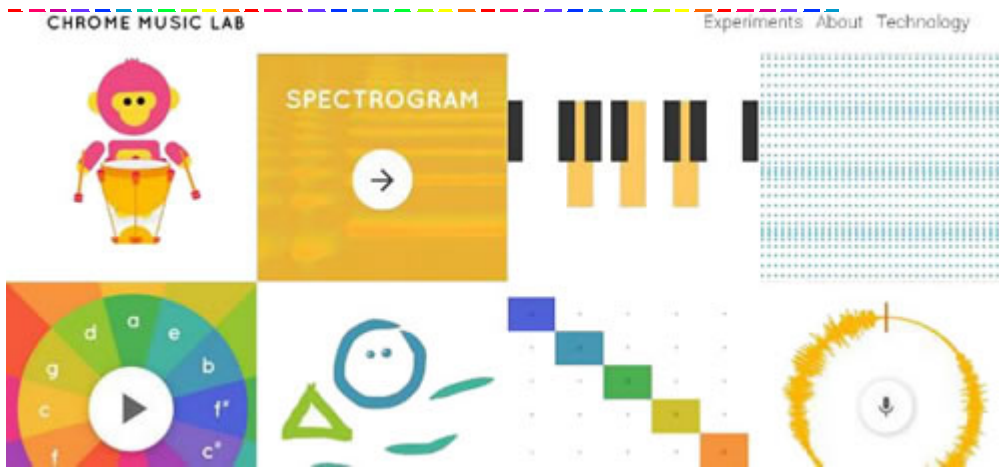 CHROME MUSIC LAB
Experiments About Technology
SPECTROGRAM
a
d
e
g
b
c
f#
f
c#